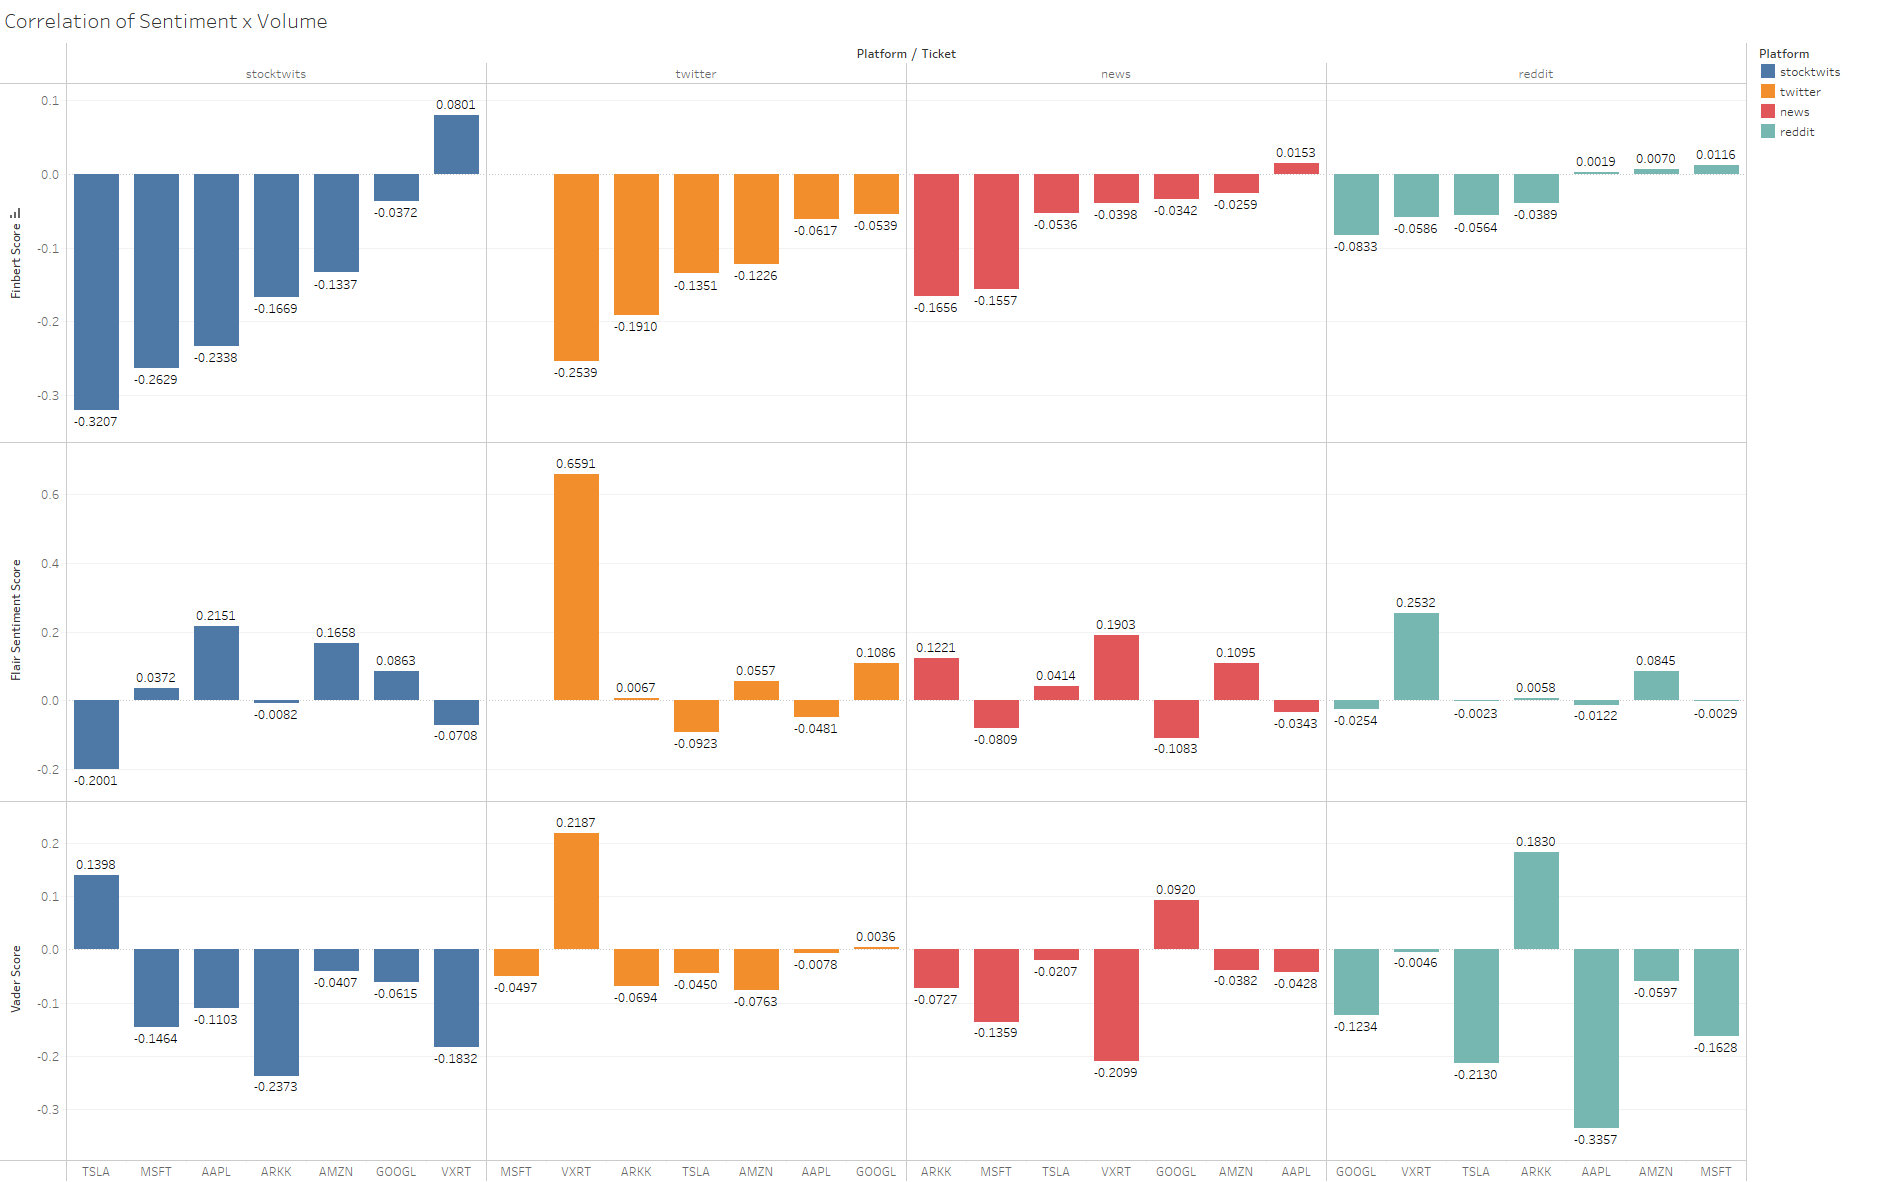 Correlation of Sentiment x Volume
Platform / Ticket
stocktwits twitter news reddit
Platform
stocktwits
twitter
news
reddit
Finbert Score
0.1
0.0
-0.1
-0.2
-0.3
-0.3207 -0.2629 -0.2338 -0.1669 -0.1337 -0.0372 0.0801
-0.2539 -0.1910 -0.1351 -0.1226 -0.0617 -0.0539
-0.1656 -0.1557 -0.0536 -0.0398 -0.0342 -0.0259 0.0153
-0.0833 -0.0586 -0.0564 -0.0389 0.0019 0.0070 0.0116
Flair Sentiment Score
0.6
0.4
0.2
0.0
-0.2
-0.2001 0.0372 0.2151 -0.0082 0.1658 0.0863 -0.0708
0.6591 0.0067 -0.0923 0.0557 -0.0481 0.1086
0.1221 -0.0809 0.0414 0.1903 -0.1083 0.1095 -0.0343
-0.0254 0.2532 -0.0023 0.0058 -0.0122 0.0845 -0.0029
Vader Score
0.2
0.1
0.0
-0.1
-0.2
-0.3
0.1398 -0.1464 -0.1103 -0.2373 -0.0407 -0.0615 -0.1832
-0.0497 0.2187 -0.0694 -0.0450 -0.0763 -0.0078 0.0036
-0.0727 -0.1359 -0.0207 -0.2099 0.0920 -0.0382 -0.0428
-0.1234 -0.0046 -0.2130 0.1830 -0.3357 -0.0597 -0.1628
TSLA MSFT AAPL ARKK AMZN GOOGL VXRT MSFT VXRT ARKK TSLA AMZN AAPL GOOGL ARKK MSFT TSLA VXRT GOOGL AMZN AAPL GOOGL VXRT TSLA ARKK AAPL AMZN MSFT